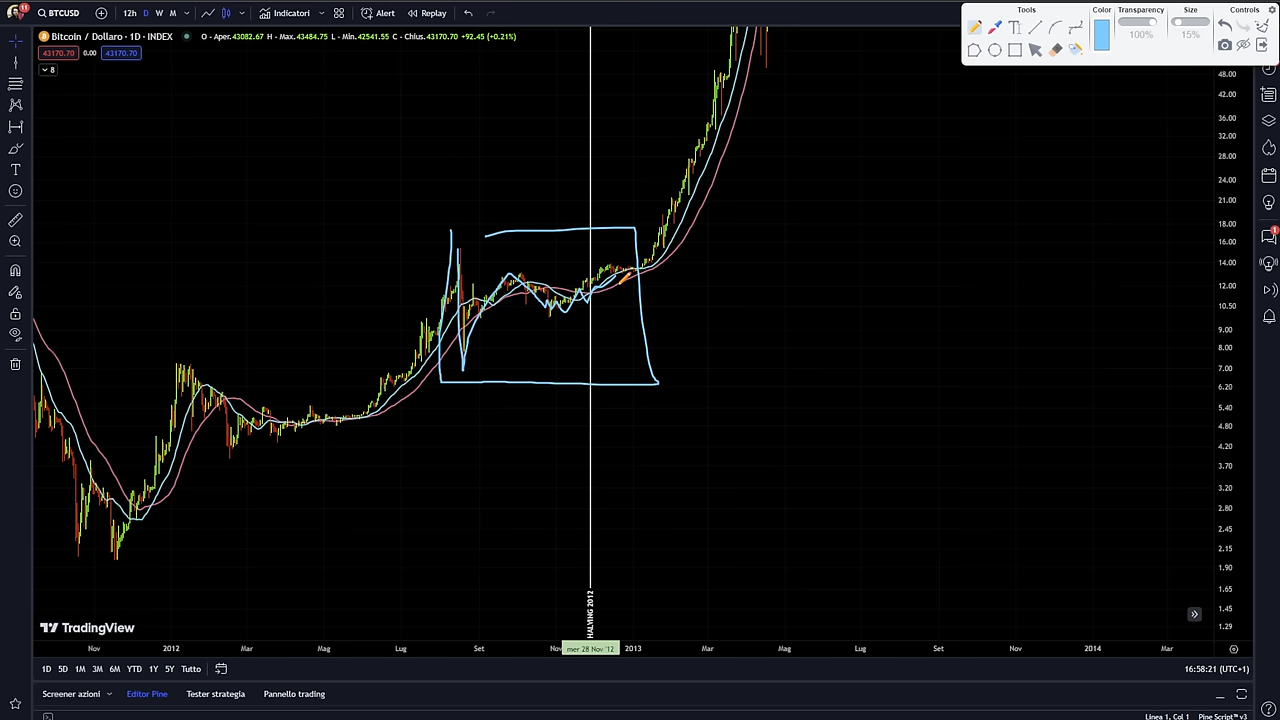 11
BTCUSD
12h D W M
Indicatori
Alert
Replay
Tools
Color
Transparency
Size
Controls
100%
15%
Bitcoin / Dollaro · 1D · INDEX
O - Aper.43082.67 H - Max.43484.75 L - Min.42541.55 C - Chius.43170.70 +92.45 (+0.21%)
43170.70 0.00 43170.70
8
48.00
42.00
36.00
32.00
28.00
24.00
21.00
18.00
16.00
14.00
12.00
10.50
9.00
8.00
7.00
6.20
5.40
4.80
4.20
3.70
3.20
2.80
2.45
2.15
1.90
1.65
1.45
1.29
1
HALVING 2012
TradingView
Nov 2012 Mar Mag Lug Set Nov mer 28 Nov '12 2013 Mar Mag Lug Set Nov 2014 Mar
1D 5D 1M 3M 6M YTD 1Y 5Y Tutto
16:58:21 (UTC+1)
Screener azioni Editor Pine Tester strategia Pannello trading
Linea 1, Col 1 Pine Script™ v3